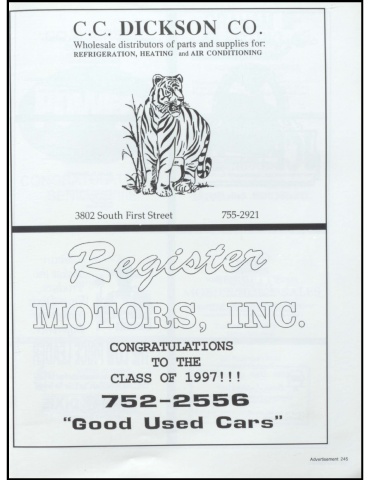 C.C. DICKSON CO.
Wholesale distributors of parts and supplies for:
REFRIGERATION, HEATING and AIR CONDITIONING
3802 South First Street 755-2921
Register
MOTORS, INC.
CONGRATULATIONS
TO THE
CLASS OF 1997!!!
752-2556
"Good Used Cars"
Advertisement 245